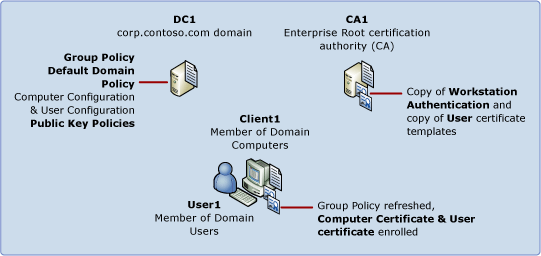 DC1
corp.contoso.com domain
CA1
Enterprise Root certification
authority (CA)
Group Policy
Default Domain
Policy
Computer Configuration
& User Configurations
Public Key Policies
Copy of Workstation
Authentication and
copy of User certificate
templates
Client1
Member of Domain
Computers
User1
Member of Domain
Users
Group Policy refreshed,
Computer Certificate & User
certificate enrolled